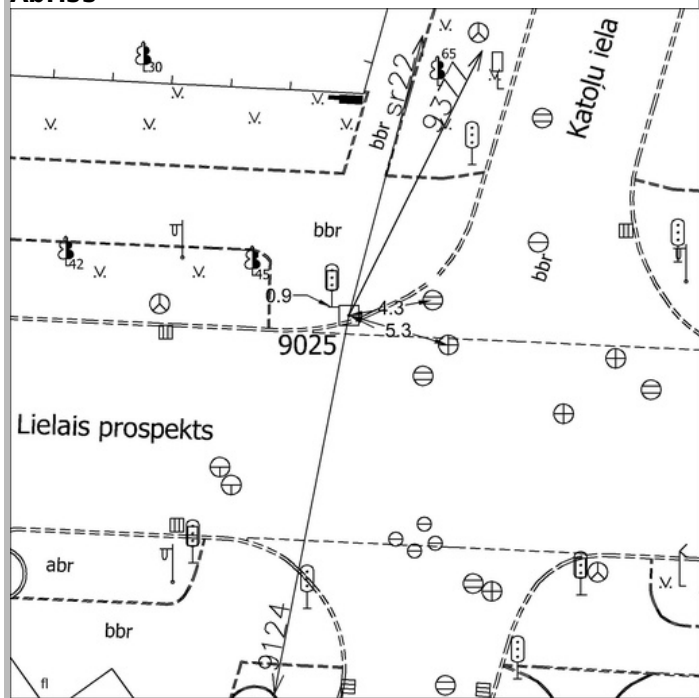 Abriss
30
65
sr22
9377
Katoļu iela
bbr
bbr
bbr
42
45
0.9
4.3
5.3
9025
Lielais prospekts
abr
bbr
9124
fl